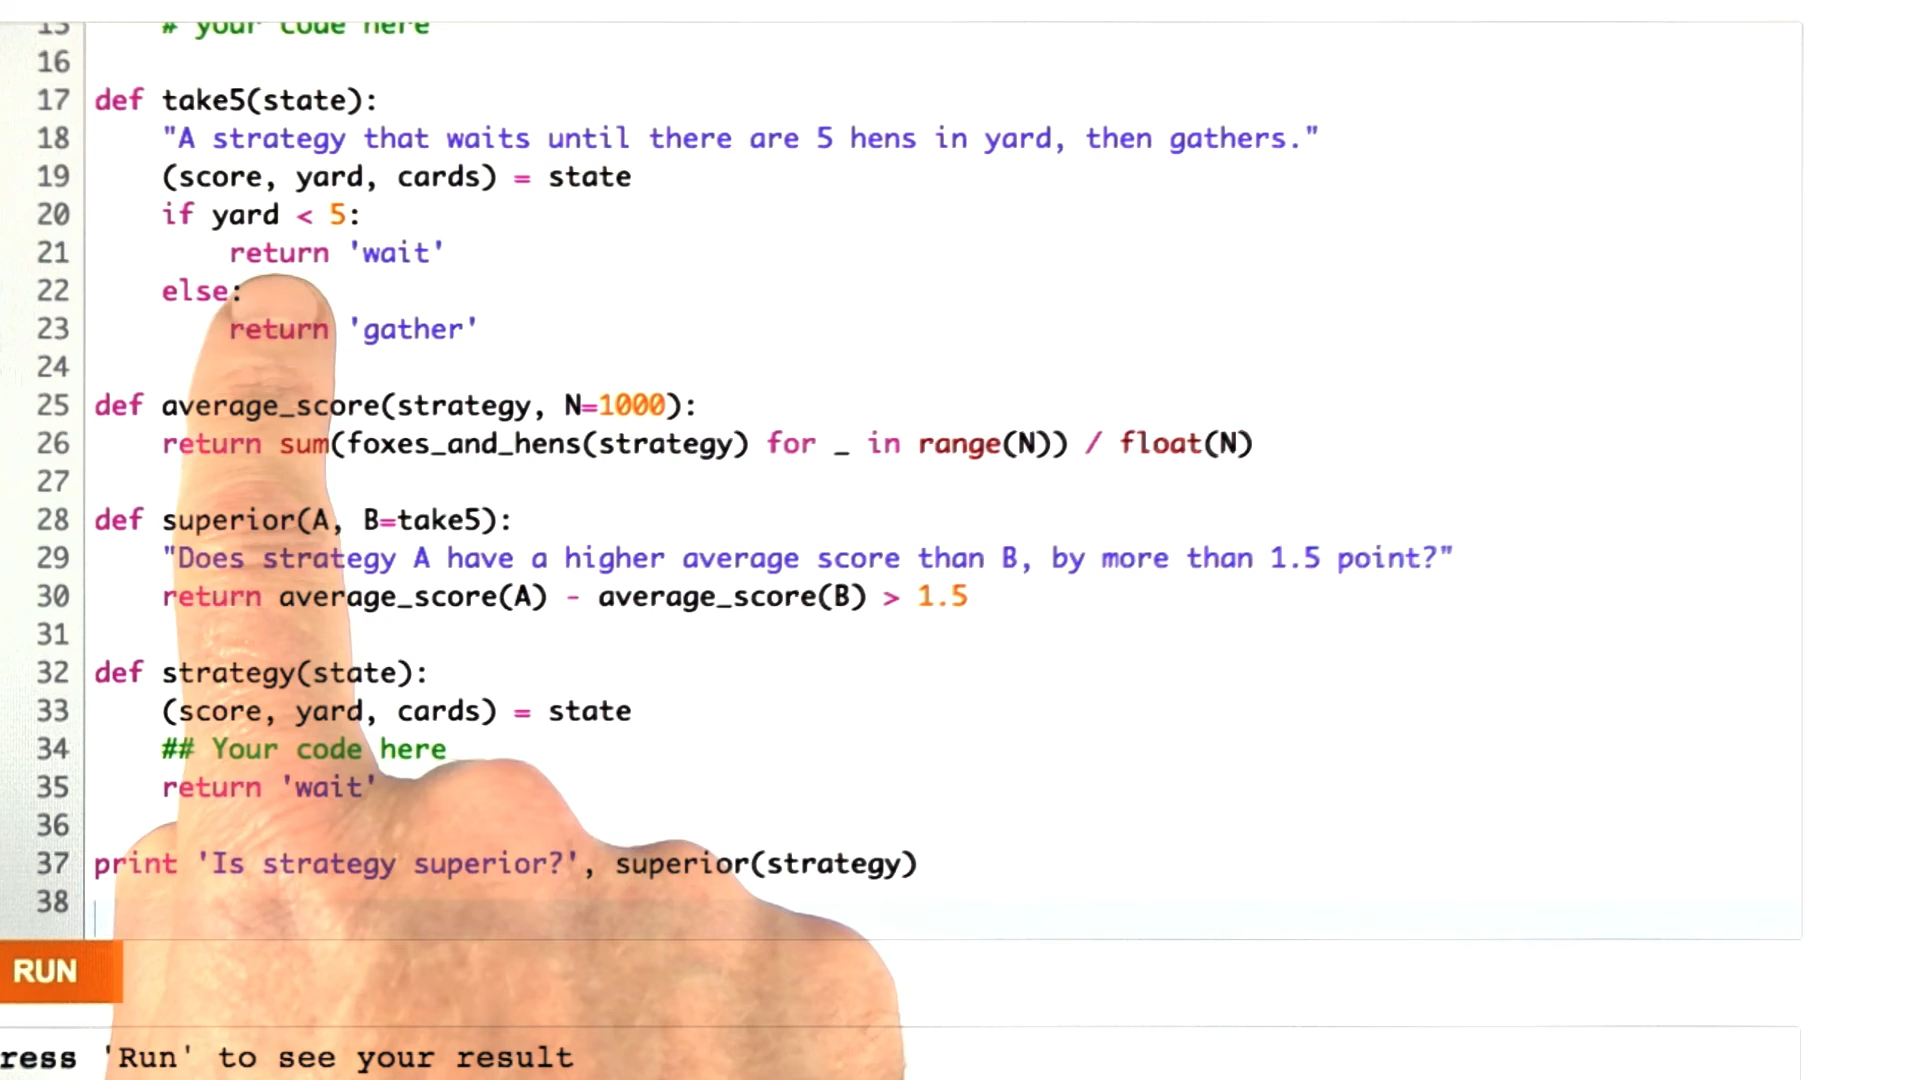 15 # your code here
16
17 def take5(state):
18 "A strategy that waits until there are 5 hens in yard, then gathers."
19 (score, yard, cards) = state
20 if yard < 5:
21 return 'wait'
22 else:
23 return 'gather'
24
25 def average_score(strategy, N=1000):
26 return sum(foxes_and_hens(strategy) for _ in range(N)) / float(N)
27
28 def superior(A, B=take5):
29 "Does strategy A have a higher average score than B, by more than 1.5 point?"
30 return average_score(A) - average_score(B) > 1.5
31
32 def strategy(state):
33 (score, yard, cards) = state
34 ## Your code here
35 return 'wait'
36
37 print 'Is strategy superior?', superior(strategy)
38
RUN
ress 'Run' to see your result